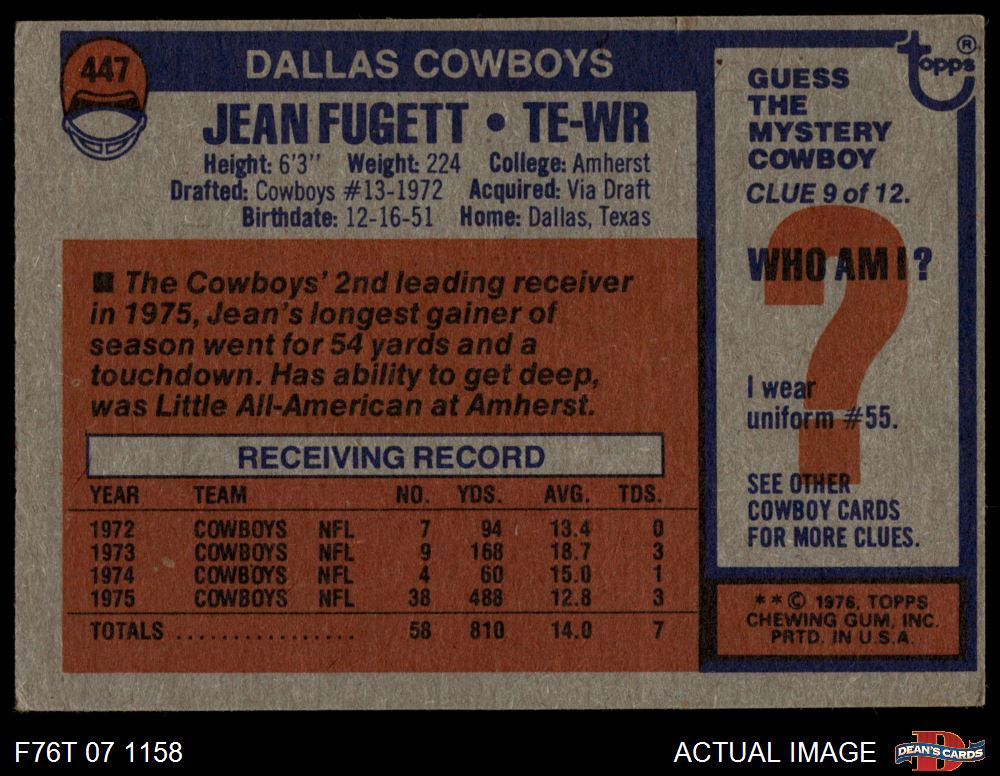 447
DALLAS COWBOYS
JEAN FUGETT • TE-WR
Height: 6'3'' Weight: 224 College: Amherst
Drafted: Cowboys #13-1972 Acquired: Via Draft
Birthdate: 12-16-51 Home: Dallas, Texas
■ The Cowboys' 2nd leading receiver
in 1975, Jean's longest gainer of
season went for 54 yards and a
touchdown. Has ability to get deep,
was Little All-American at Amherst.
RECEIVING RECORD
YEAR TEAM NO. YDS. AVG. TDS.
1972 COWBOYS NFL 7 94 13.4 0
1973 COWBOYS NFL 9 168 18.7 3
1974 COWBOYS NFL 4 60 15.0 1
1975 COWBOYS NFL 38 488 12.8 3
TOTALS ................ 58 810 14.0 7
topps ®
GUESS
THE
MYSTERY
COWBOY
CLUE 9 of 12.
WHO AM I ?
?
I wear
uniform #55.
SEE OTHER
COWBOY CARDS
FOR MORE CLUES.
** © 1976, TOPPS
CHEWING GUM, INC.
PRTD. IN U.S.A.
F76T 07 1158
ACTUAL IMAGE
D
DEAN'S CARDS